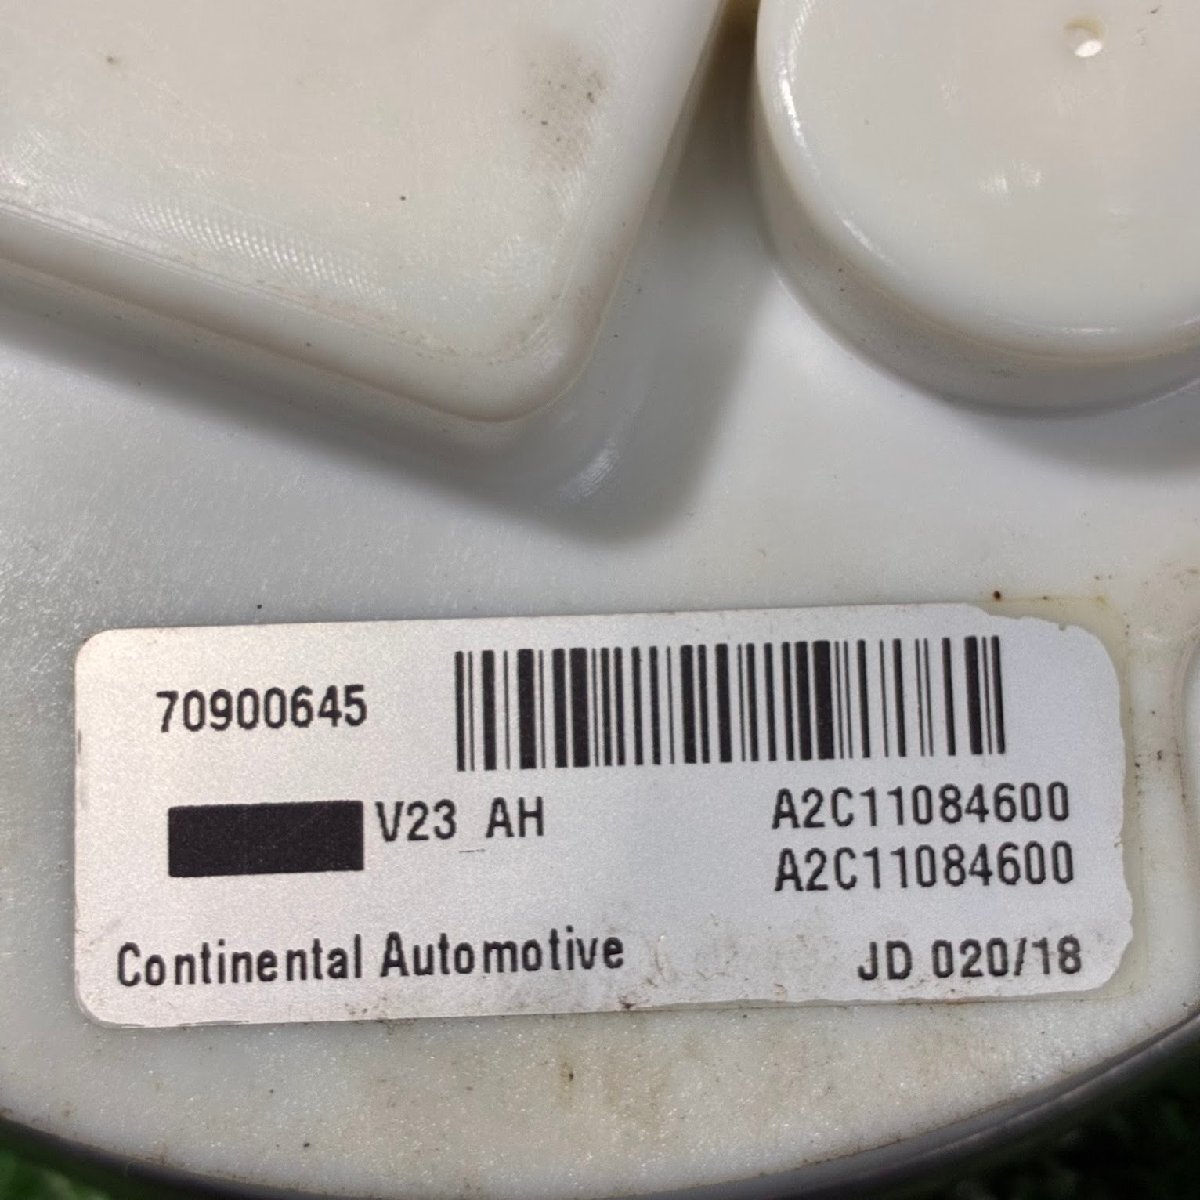 70900645
V23_AH
A2C11084600
A2C11084600
Continental Automotive
JD 020/18